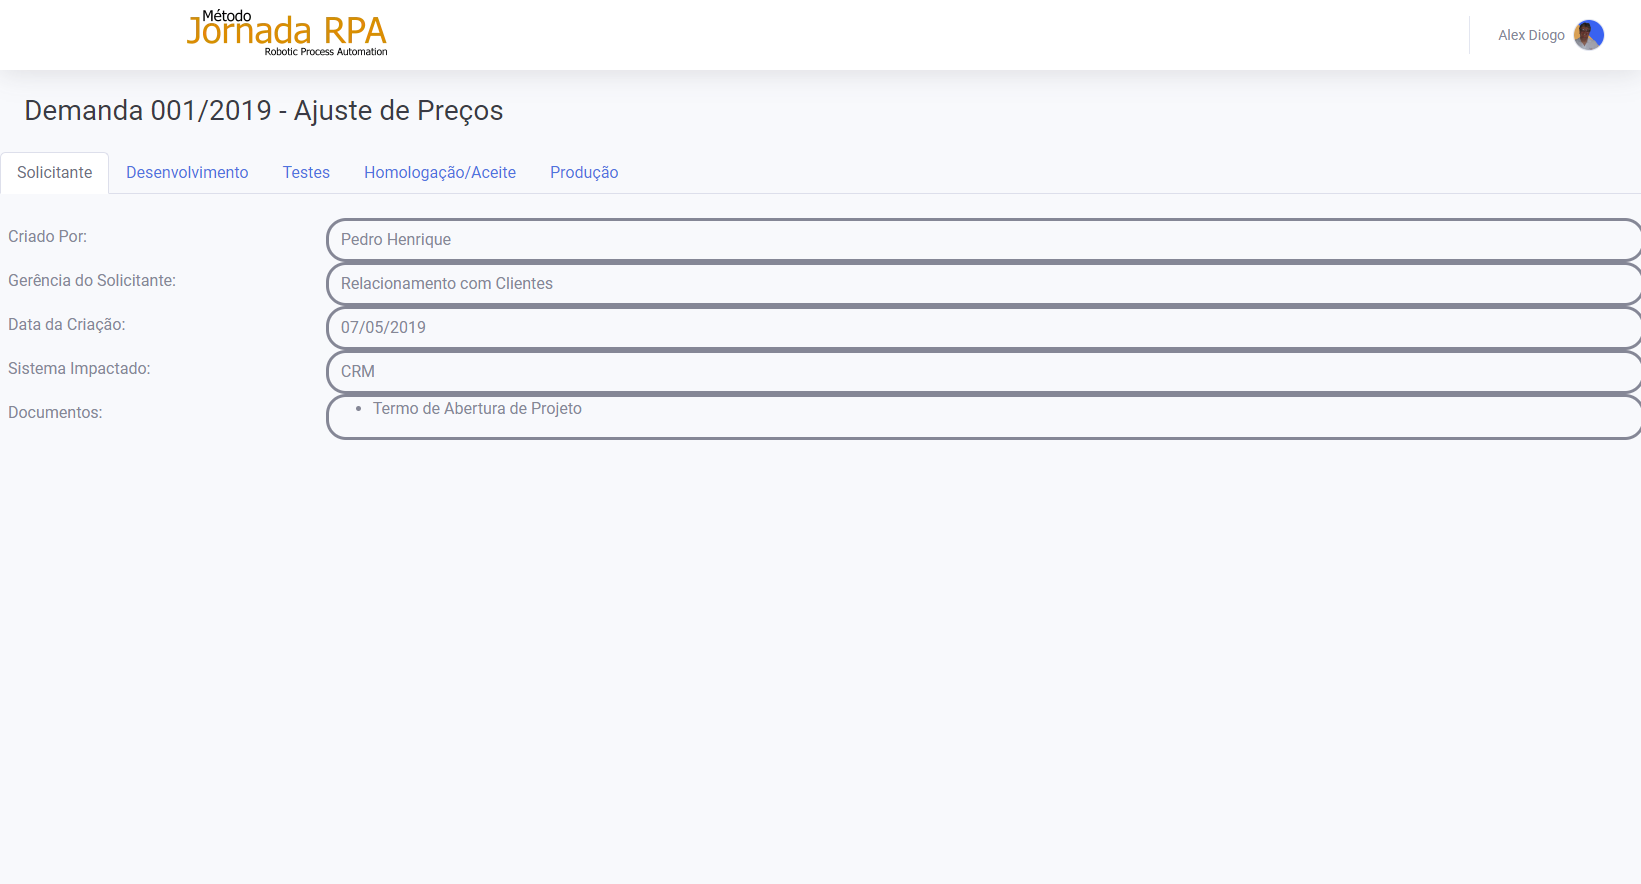 Método
Jornada RPA
Robotic Process Automation
Alex Diogo
Demanda 001/2019 - Ajuste de Preços
Solicitante Desenvolvimento Testes Homologação/Aceite Produção
Criado Por: Pedro Henrique
Gerência do Solicitante: Relacionamento com Clientes
Data da Criação: 07/05/2019
Sistema Impactado: CRM
Documentos: • Termo de Abertura de Projeto